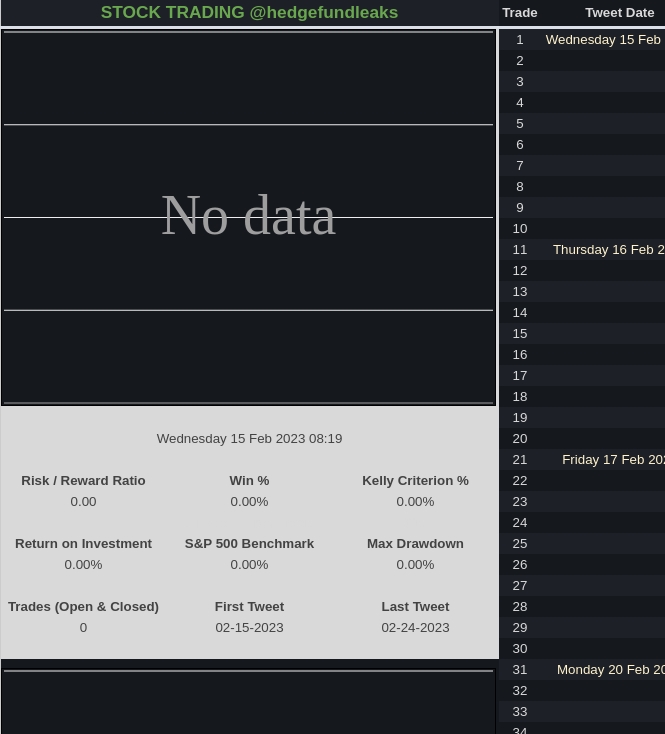 STOCK TRADING @hedgefundleaks
No data
Wednesday 15 Feb 2023 08:19
Risk / Reward Ratio Win % Kelly Criterion %
0.00 0.00% 0.00%
Return on Investment S&P 500 Benchmark Max Drawdown
0.00% 0.00% 0.00%
Trades (Open & Closed) First Tweet Last Tweet
0 02-15-2023 02-24-2023
Trade Tweet Date
1 Wednesday 15 Feb
2
3
4
5
6
7
8
9
10
11 Thursday 16 Feb 2
12
13
14
15
16
17
18
19
20
21 Friday 17 Feb 202
22
23
24
25
26
27
28
29
30
31 Monday 20 Feb 20
32
33
34